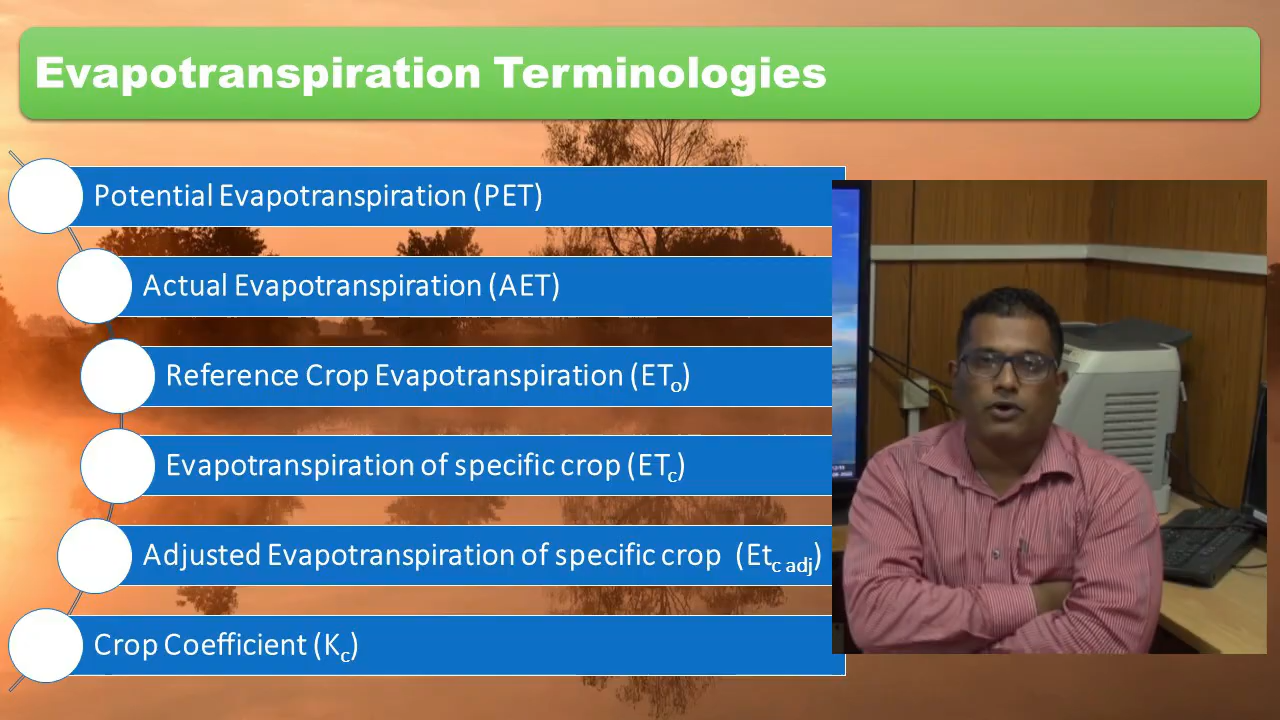 Evapotranspiration Terminologies
Potential Evapotranspiration (PET)
Actual Evapotranspiration (AET)
Reference Crop Evapotranspiration (ETo)
Evapotranspiration of specific crop (ETc)
Adjusted Evapotranspiration of specific crop (Etc adj)
Crop Coefficient (Kc)